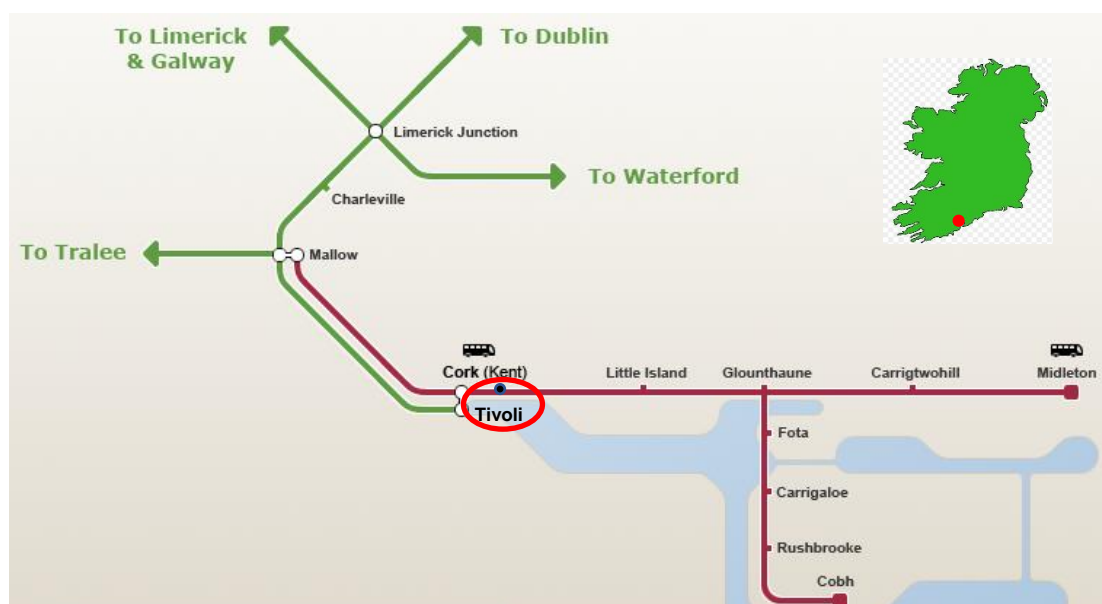 To Limerick
& Galway
To Dublin
Limerick Junction
To Waterford
Charleville
To Tralee
Mallow
Cork (Kent)
Little Island
Glounthaune
Carrigtwohill
Midleton
Tivoli
Fota
Carrigaloe
Rushbrooke
Cobh